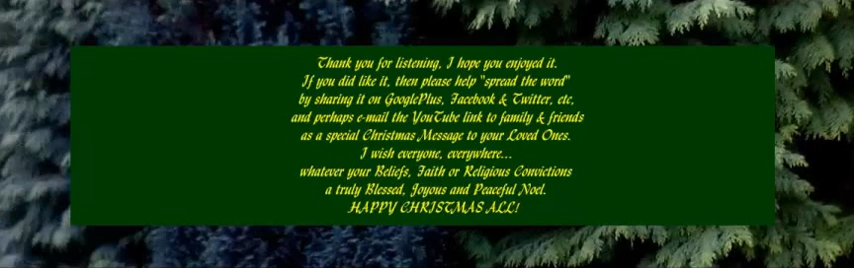 Thank you for listening, I hope you enjoyed it.
If you did like it, then please help "spread the word"
by sharing it on GooglePlus, Facebook & Twitter, etc,
and perhaps e-mail the YouTube link to family & friends
as a special Christmas Message to your Loved Ones.
I wish everyone, everywhere...
whatever your Beliefs, Faith or Religious Convictions
a truly Blessed, Joyous and Peaceful Noel.
HAPPY CHRISTMAS ALL!